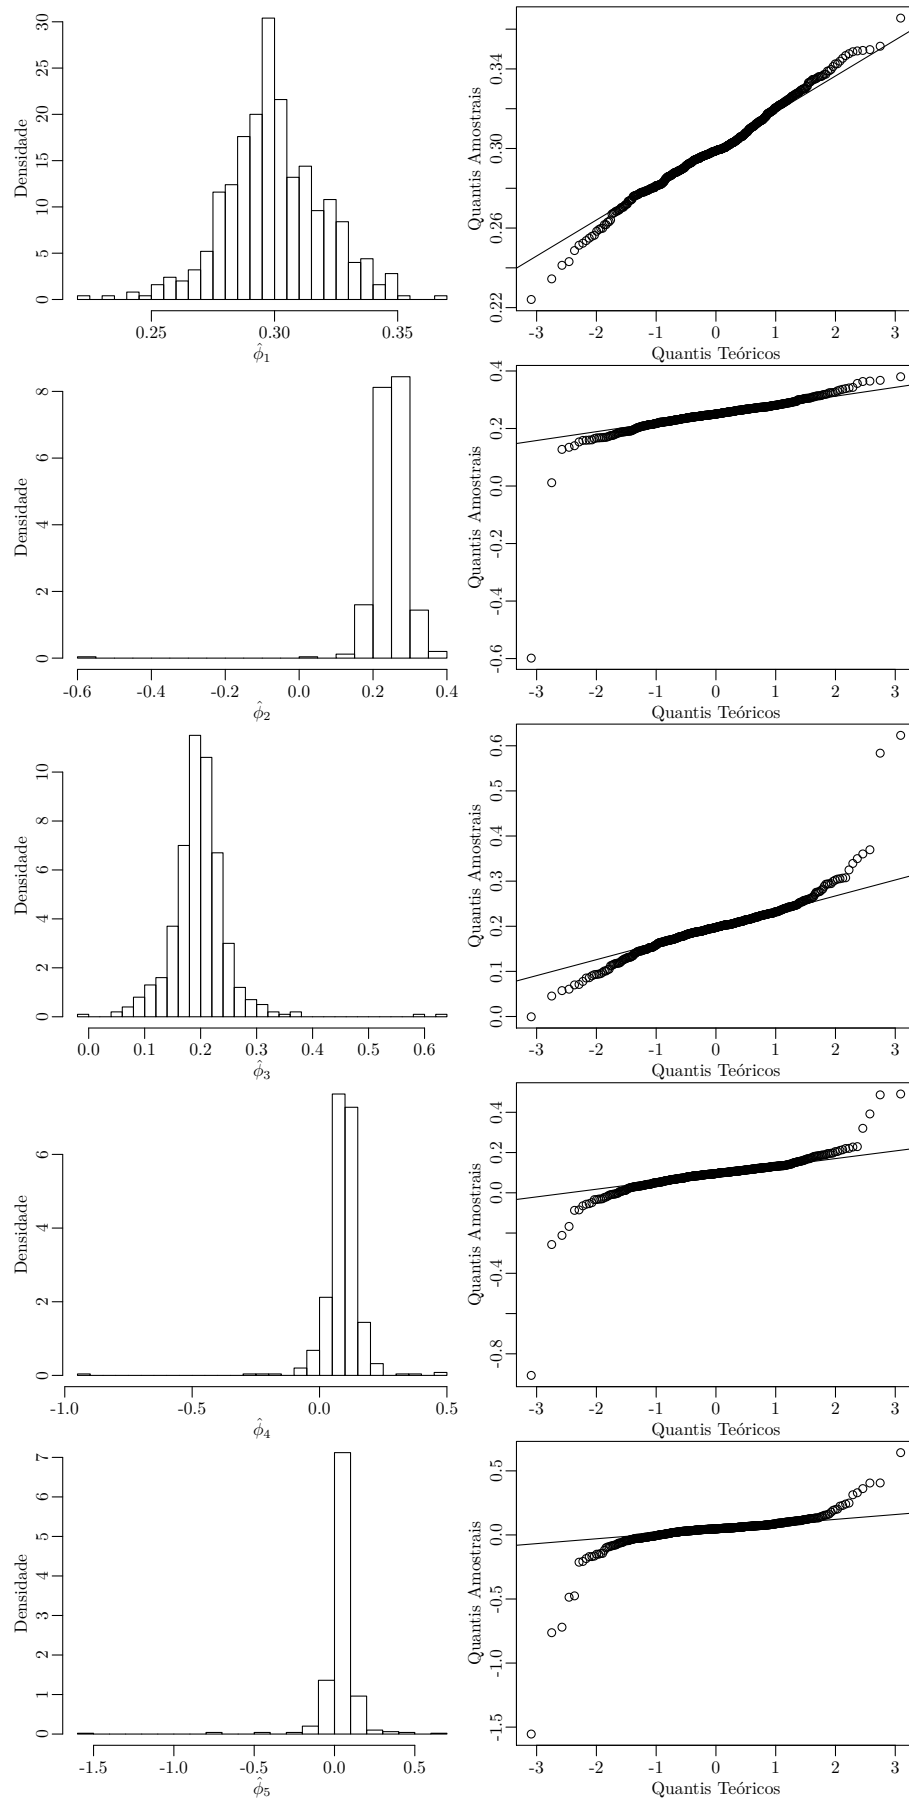 Densidade
0 5 10 15 20 25 30
0.25 0.30 0.35
ϕ̂₁
Quantis Amostrais
0.22 0.26 0.30 0.34
-3 -2 -1 0 1 2 3
Quantis Teóricos
Densidade
0 2 4 6 8
-0.6 -0.4 -0.2 0.0 0.2 0.4
ϕ̂₂
Quantis Amostrais
-0.6 -0.4 -0.2 0.0 0.2 0.4
-3 -2 -1 0 1 2 3
Quantis Teóricos
Densidade
0 2 4 6 8 10
0.0 0.1 0.2 0.3 0.4 0.5 0.6
ϕ̂₃
Quantis Amostrais
0.0 0.1 0.2 0.3 0.4 0.5 0.6
-3 -2 -1 0 1 2 3
Quantis Teóricos
Densidade
0 2 4 6
-1.0 -0.5 0.0 0.5
ϕ̂₄
Quantis Amostrais
-0.8 -0.4 0.0 0.2 0.4
-3 -2 -1 0 1 2 3
Quantis Teóricos
Densidade
0 1 2 3 4 5 6 7
-1.5 -1.0 -0.5 0.0 0.5
ϕ̂₅
Quantis Amostrais
-1.5 -1.0 -0.5 0.0 0.5
-3 -2 -1 0 1 2 3
Quantis Teóricos